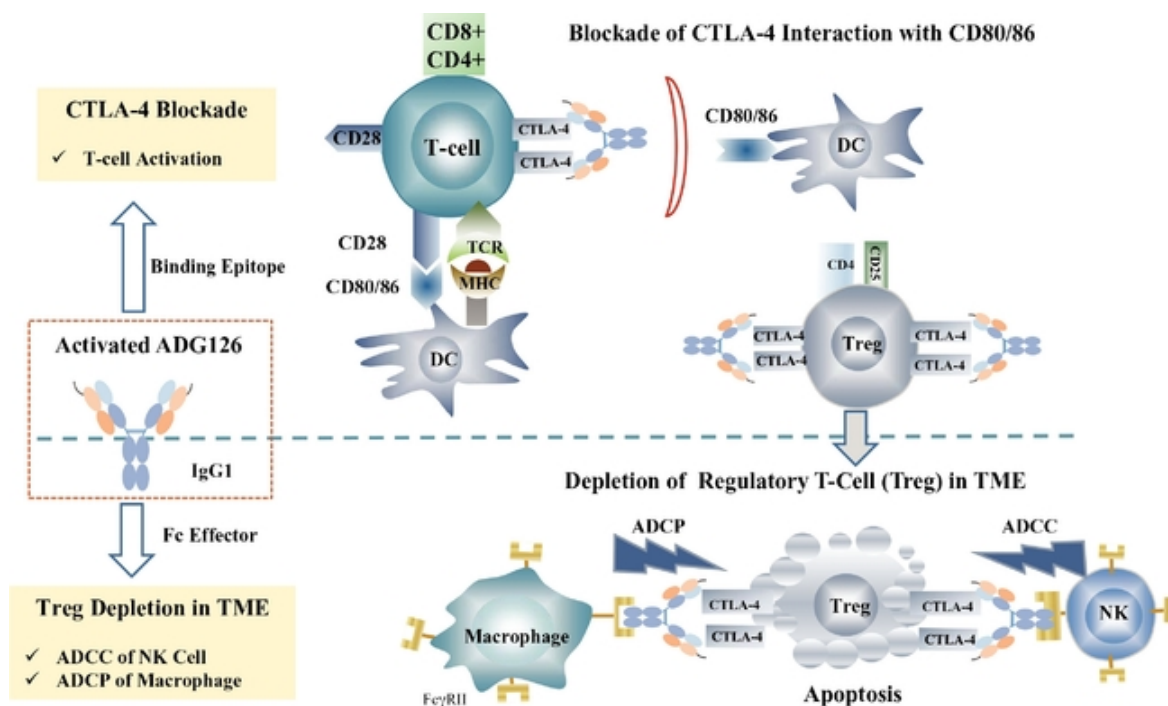 CD8+
CD4+
Blockade of CTLA-4 Interaction with CD80/86
CTLA-4 Blockade
✓ T-cell Activation
CD28
T-cell
CTLA-4
CTLA-4
CD80/86
DC
Binding Epitope
CD28
TCR
CD80/86
MHC
DC
CD4
CD25
CTLA-4
CTLA-4
Treg
CTLA-4
CTLA-4
Activated ADG126
IgG1
Fc Effector
Depletion of Regulatory T-Cell (Treg) in TME
ADCP
ADCC
Treg Depletion in TME
✓ ADCC of NK Cell
✓ ADCP of Macrophage
Macrophage
CTLA-4
CTLA-4
Treg
CTLA-4
CTLA-4
NK
FcγRII
Apoptosis